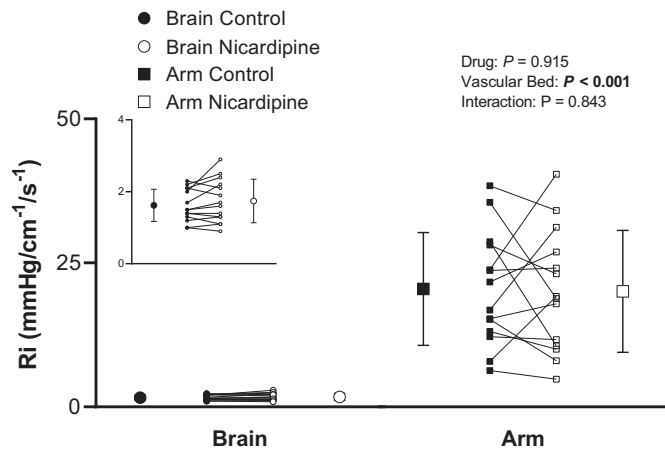 Brain Control
Brain Nicardipine
Arm Control
Arm Nicardipine
Drug: P = 0.915
Vascular Bed: P < 0.001
Interaction: P = 0.843
50
25
0
4
2
0
Ri (mmHg/cm⁻¹/s⁻¹)
Brain
Arm